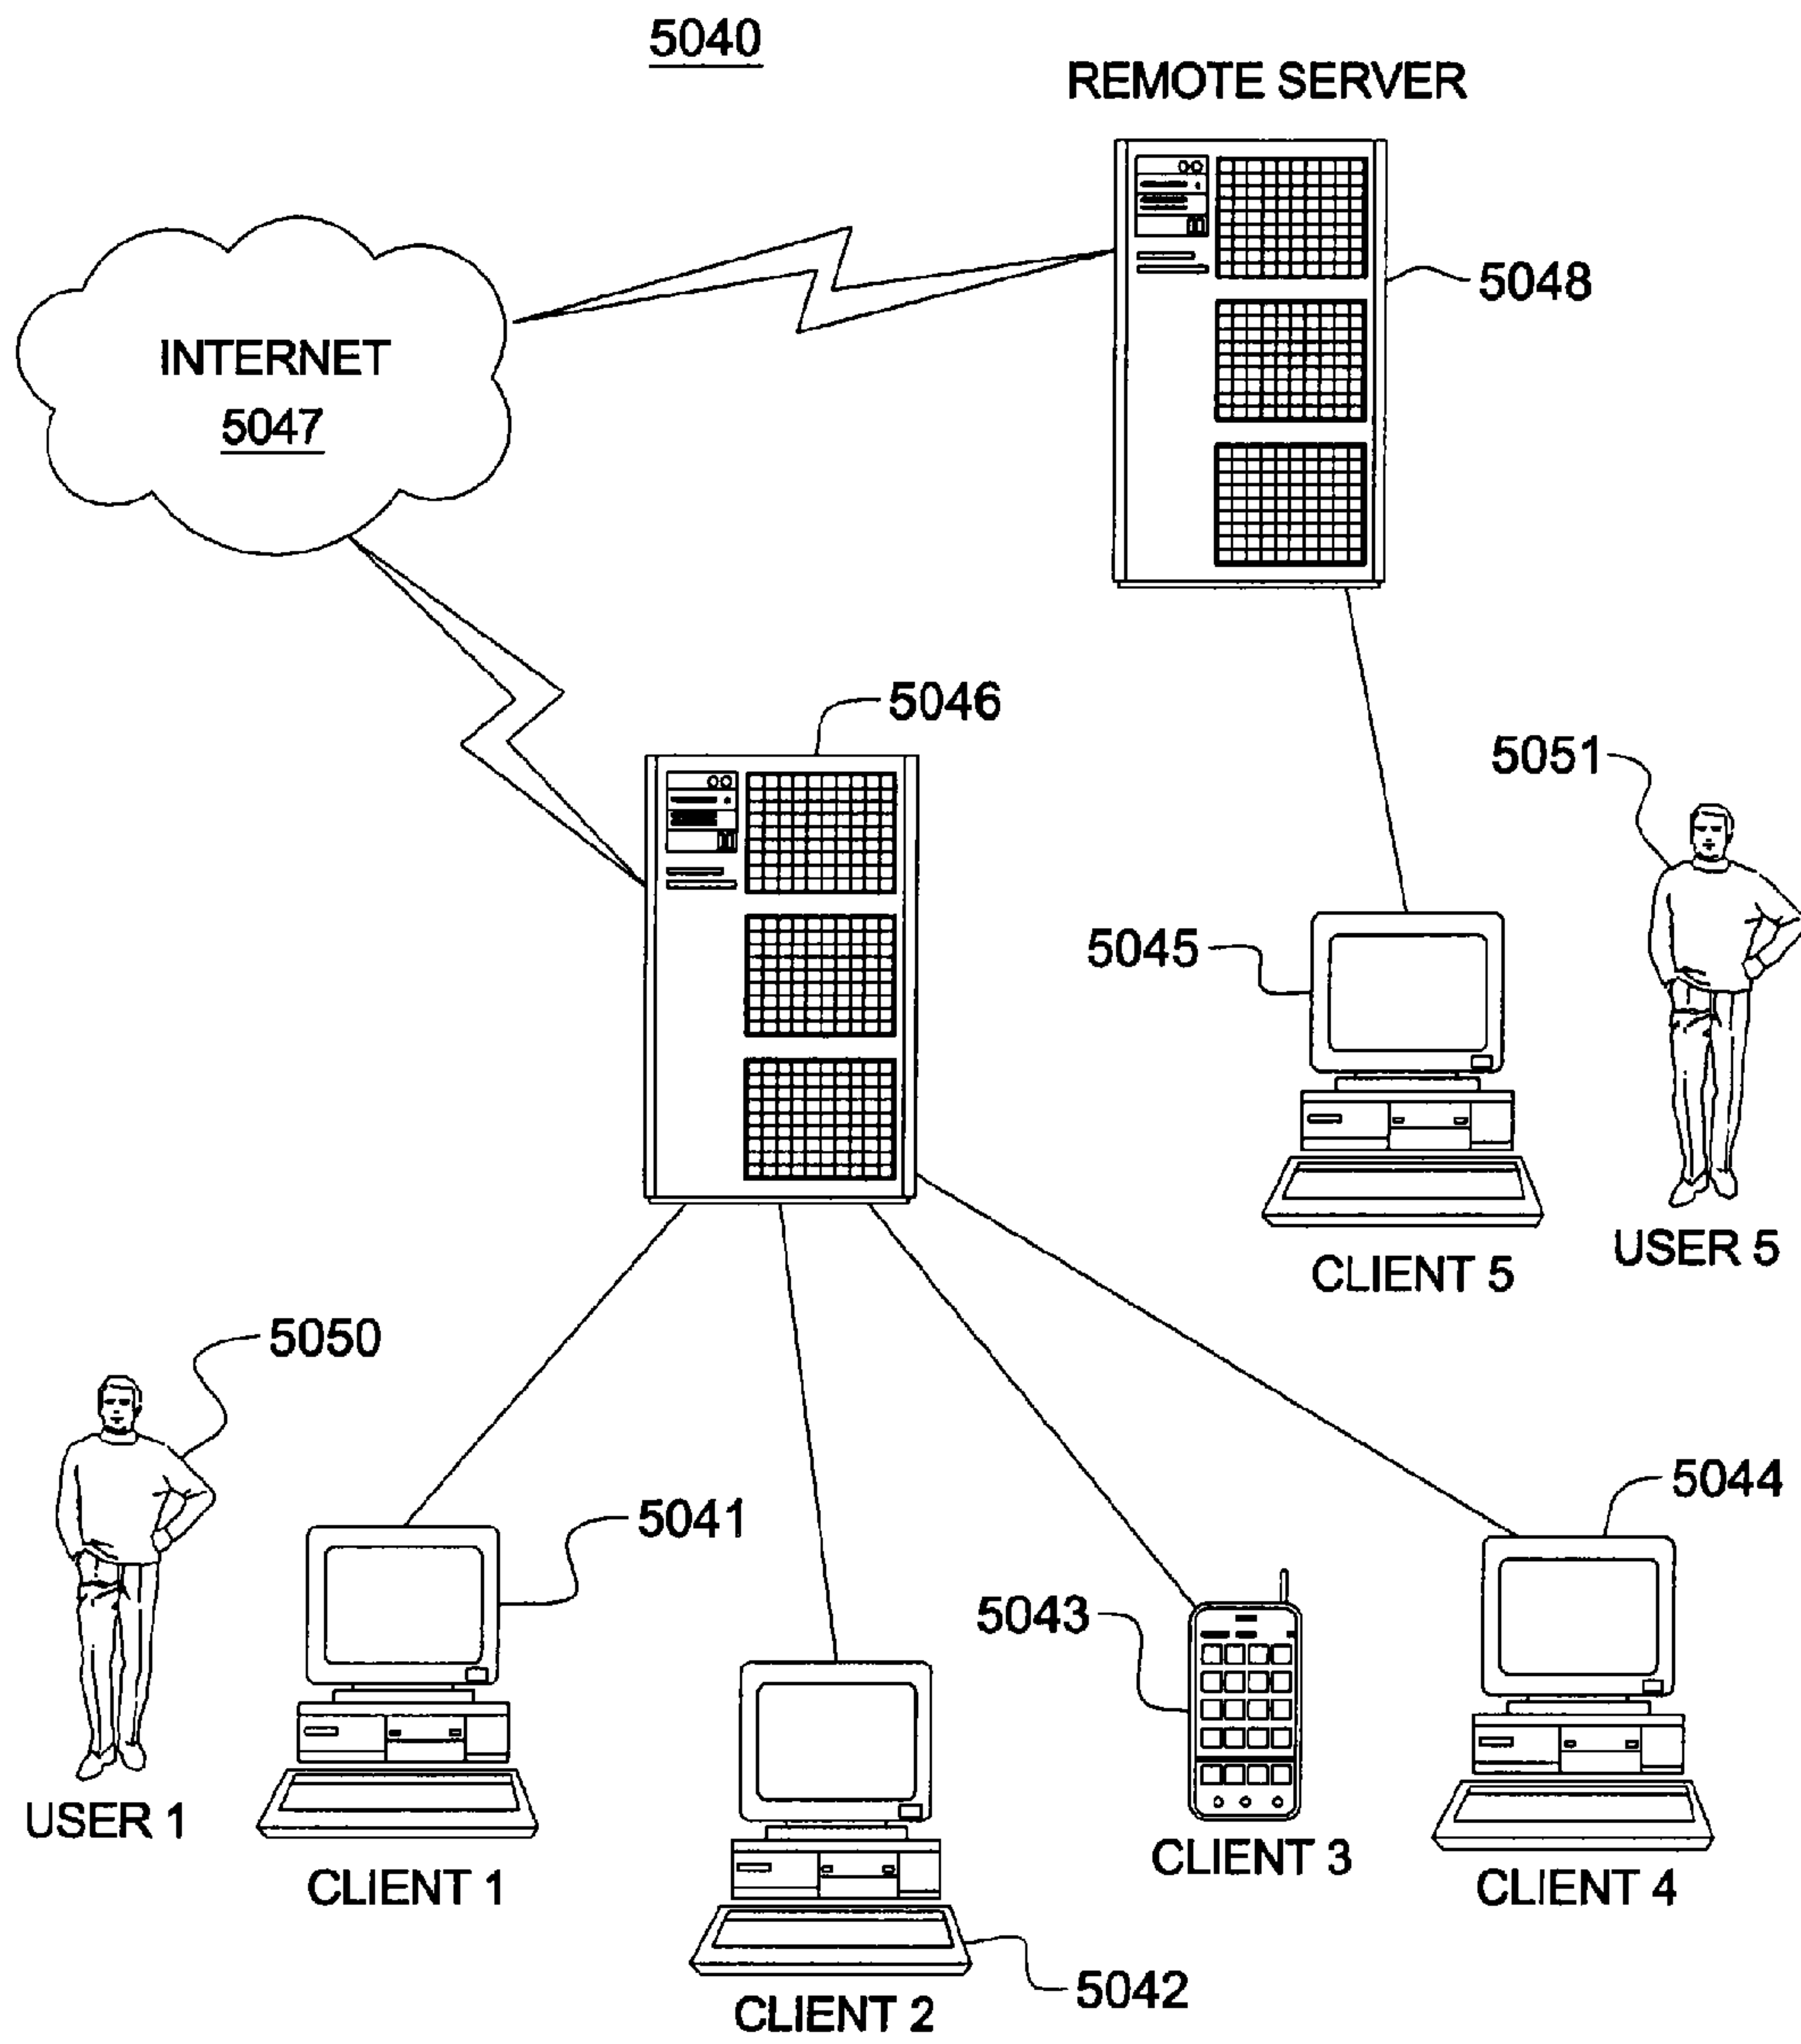 5040
REMOTE SERVER
5048
INTERNET
5047
5046
5051
5045
USER 5
CLIENT 5
5050
5041
5044
5043
USER 1
CLIENT 1
CLIENT 3
CLIENT 4
5042
CLIENT 2